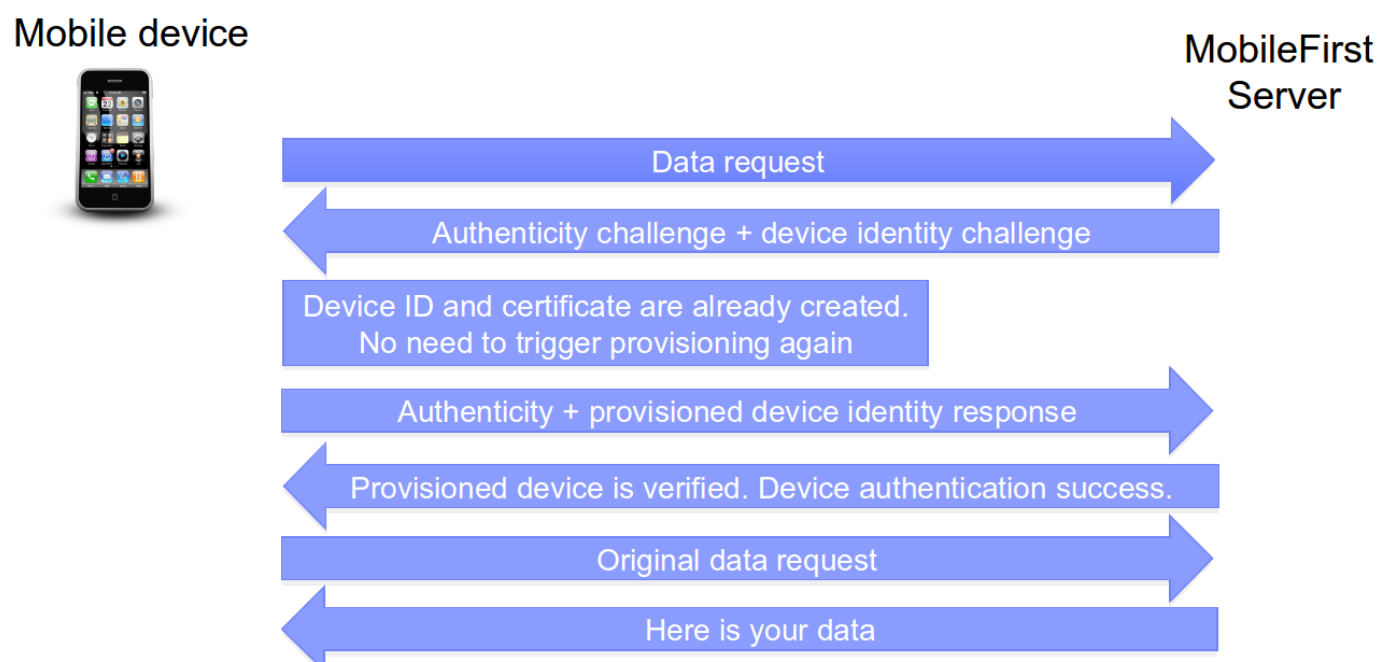 Mobile device
MobileFirst
Server
Data request
Authenticity challenge + device identity challenge
Device ID and certificate are already created.
No need to trigger provisioning again
Authenticity + provisioned device identity response
Provisioned device is verified. Device authentication success.
Original data request
Here is your data